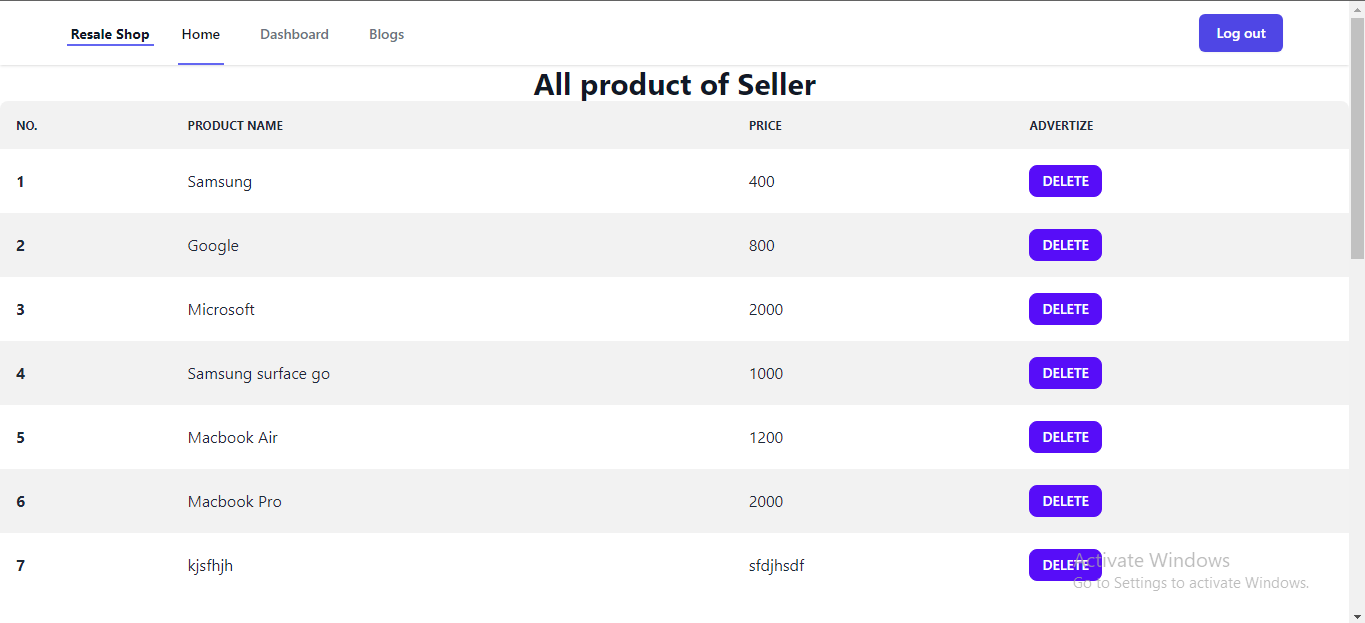 Resale Shop Home Dashboard Blogs Log out
All product of Seller
NO. PRODUCT NAME PRICE ADVERTIZE
1 Samsung 400 DELETE
2 Google 800 DELETE
3 Microsoft 2000 DELETE
4 Samsung surface go 1000 DELETE
5 Macbook Air 1200 DELETE
6 Macbook Pro 2000 DELETE
7 kjsfhjh sfdjhsdf DELETE
Activate Windows
Go to Settings to activate Windows.